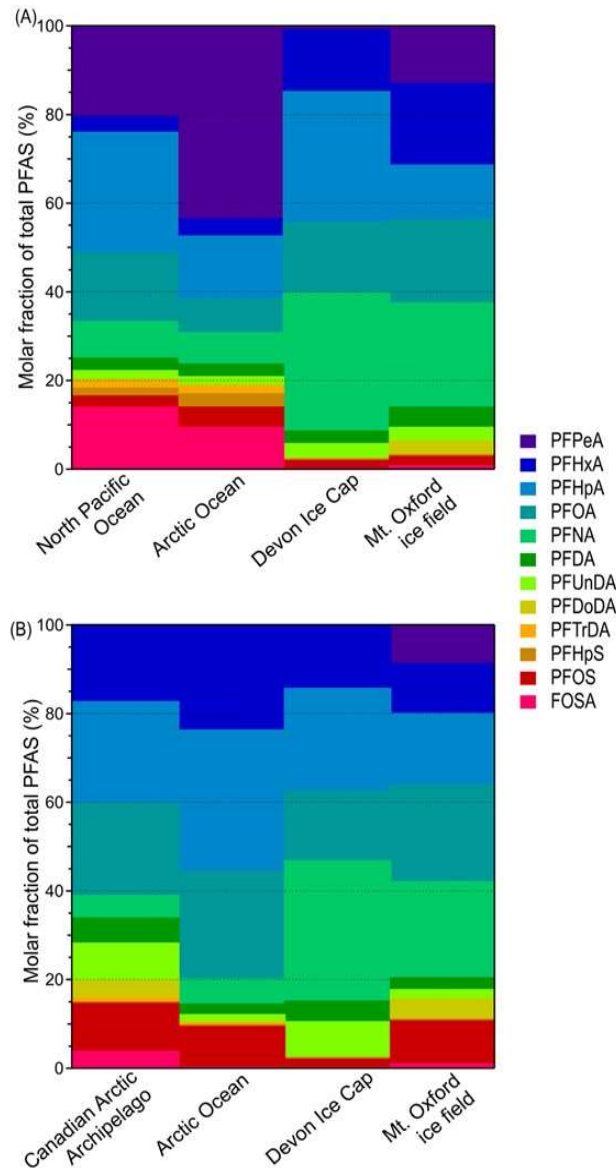 (A)
Molar fraction of total PFAS (%)
100
80
60
40
20
0
North Pacific
Ocean
Arctic Ocean
Devon Ice Cap
Mt. Oxford
ice field
PFPeA
PFHxA
PFHpA
PFOA
PFNA
PFDA
PFUnDA
PFDoDA
PFTrDA
PFHpS
PFOS
FOSA
(B)
Molar fraction of total PFAS (%)
100
80
60
40
20
0
Canadian Arctic
Archipelago
Arctic Ocean
Devon Ice Cap
Mt. Oxford
ice field